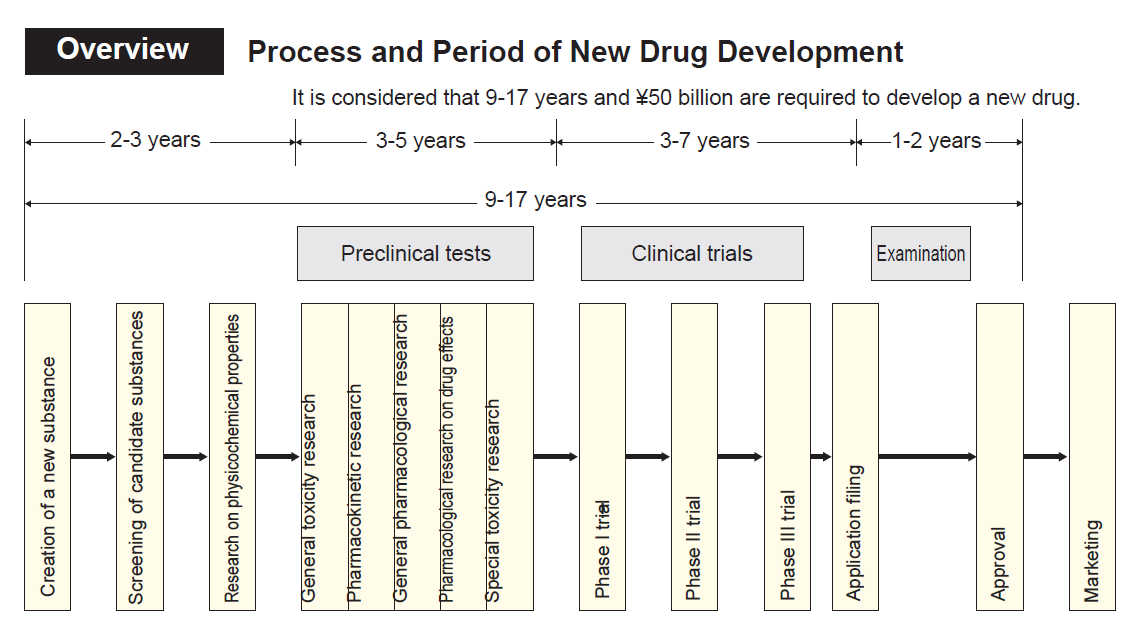 Overview
Process and Period of New Drug Development
It is considered that 9-17 years and ¥50 billion are required to develop a new drug.
2-3 years
3-5 years
3-7 years
1-2 years
9-17 years
Preclinical tests
Clinical trials
Examination
Creation of a new substance
Screening of candidate substances
Research on physicochemical properties
General toxicity research
Pharmacokinetic research
General pharmacological research
Pharmacological research on drug effects
Special toxicity research
Phase I trial
Phase II trial
Phase III trial
Application filing
Approval
Marketing